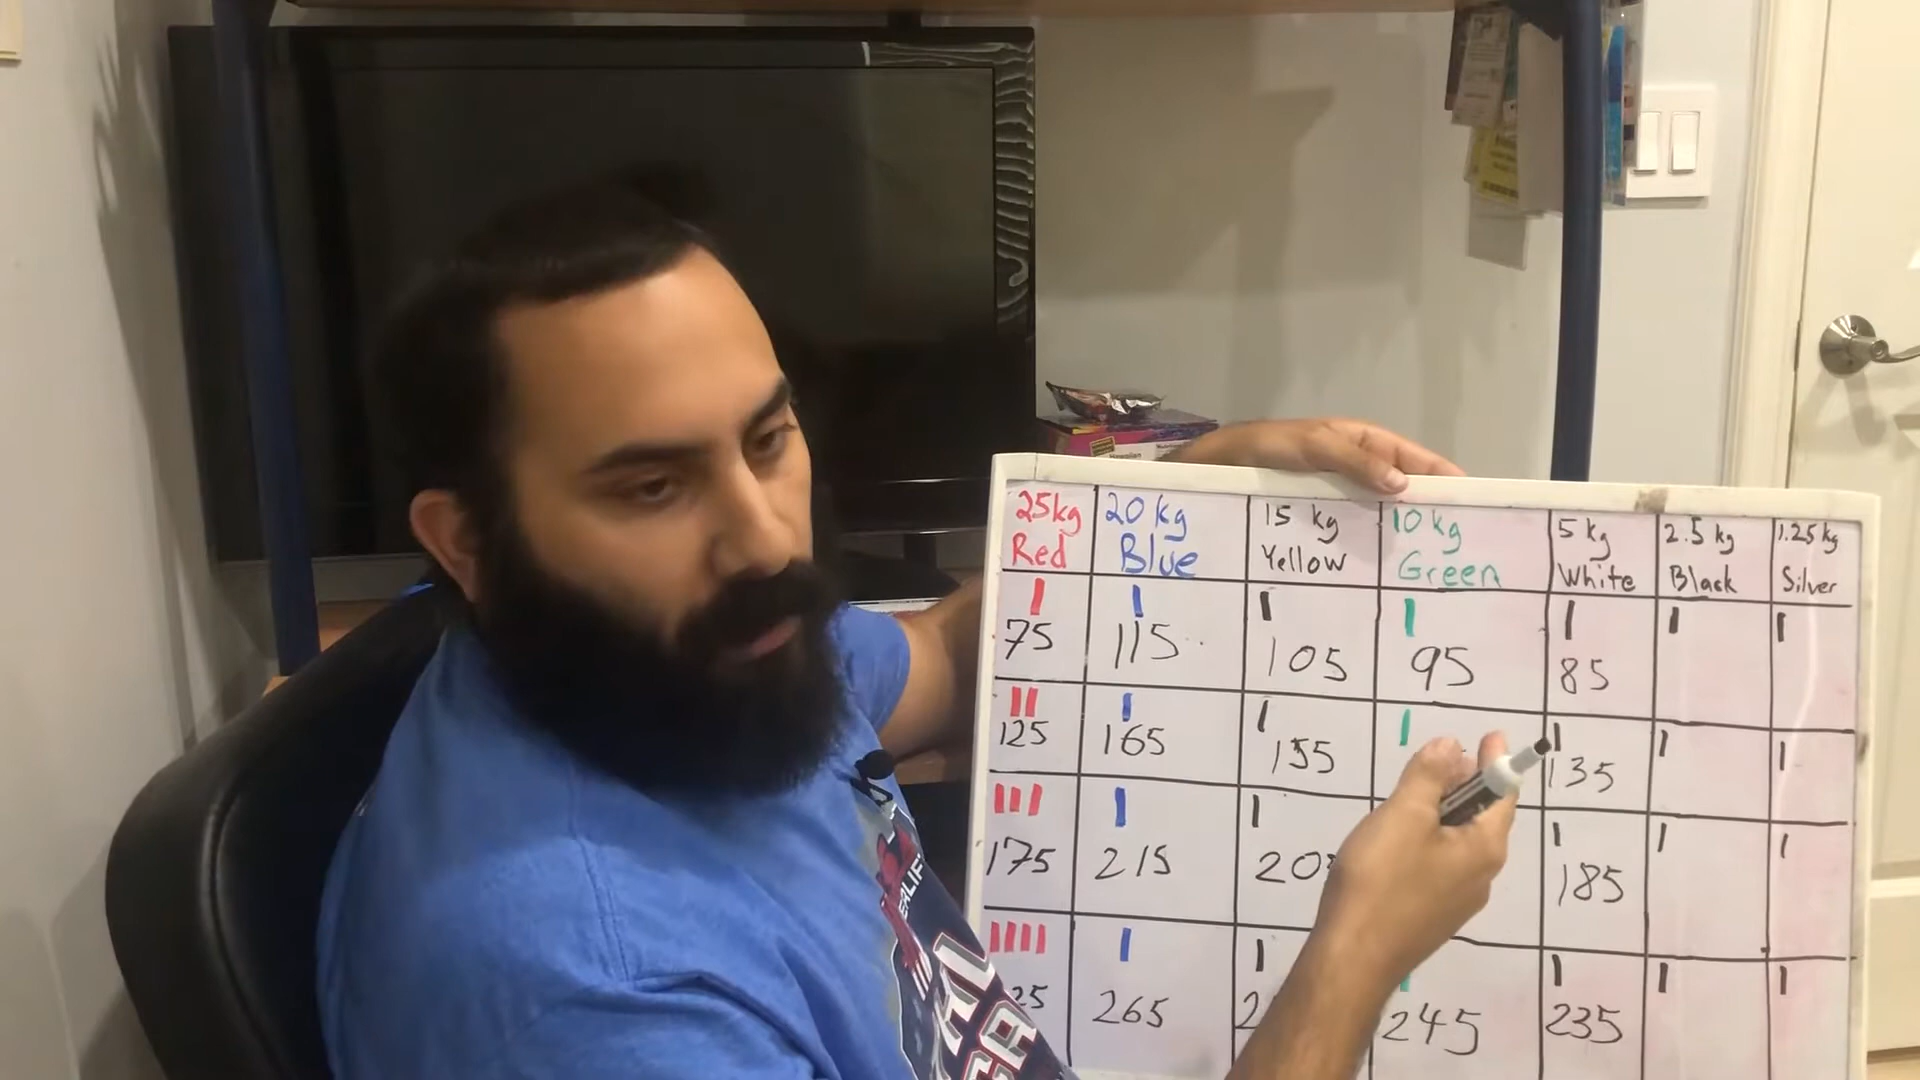 25kg 20 kg 15 kg 10 kg 5 kg 2.5 kg 1.25 kg
Red Blue Yellow Green White Black Silver
75 115 105 95 85
125 165 155 135
175 215 185
265 245 235